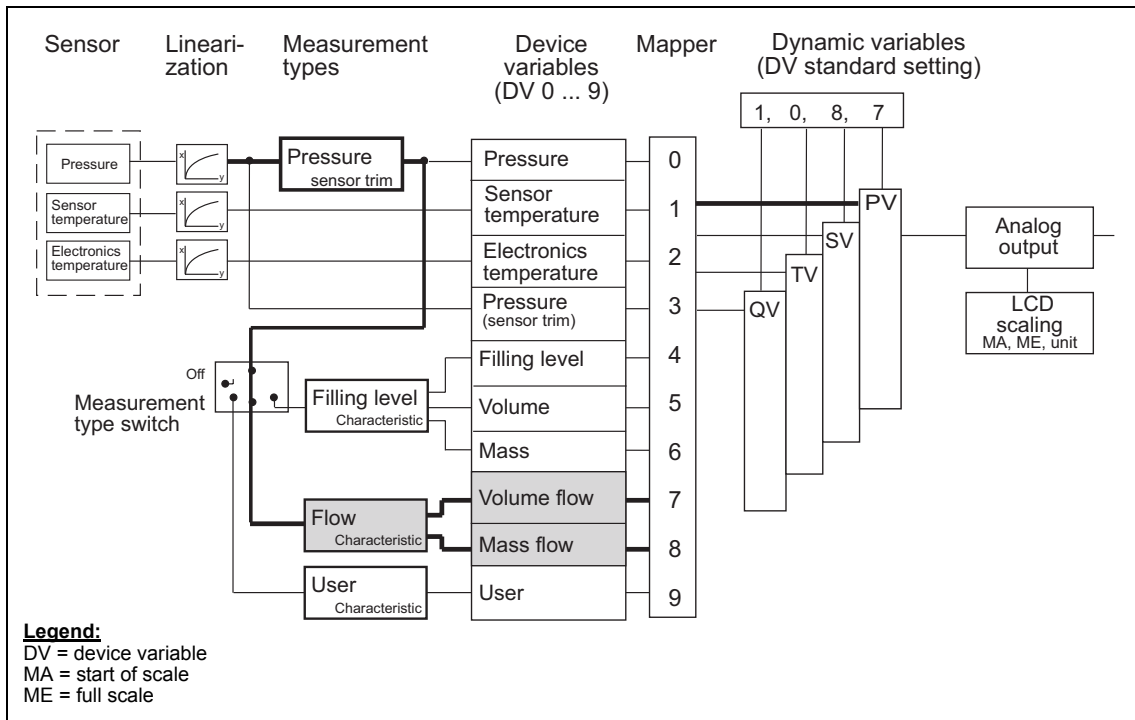 Sensor
Lineari-
zation
Measurement
types
Device
variables
(DV 0 ... 9)
Mapper
Dynamic variables
(DV standard setting)
1, 0, 8, 7
Pressure
x
y
Pressure
sensor trim
Pressure
0
Sensor
temperature
x
y
Sensor
temperature
1
Electronics
temperature
x
y
Electronics
temperature
2
Pressure
(sensor trim)
3
PV
SV
TV
QV
Analog
output
LCD
scaling
MA, ME, unit
Off
Measurement
type switch
Filling level
Characteristic
Filling level
4
Volume
5
Mass
6
Flow
Characteristic
Volume flow
7
Mass flow
8
User
Characteristic
User
9
Legend:
DV = device variable
MA = start of scale
ME = full scale